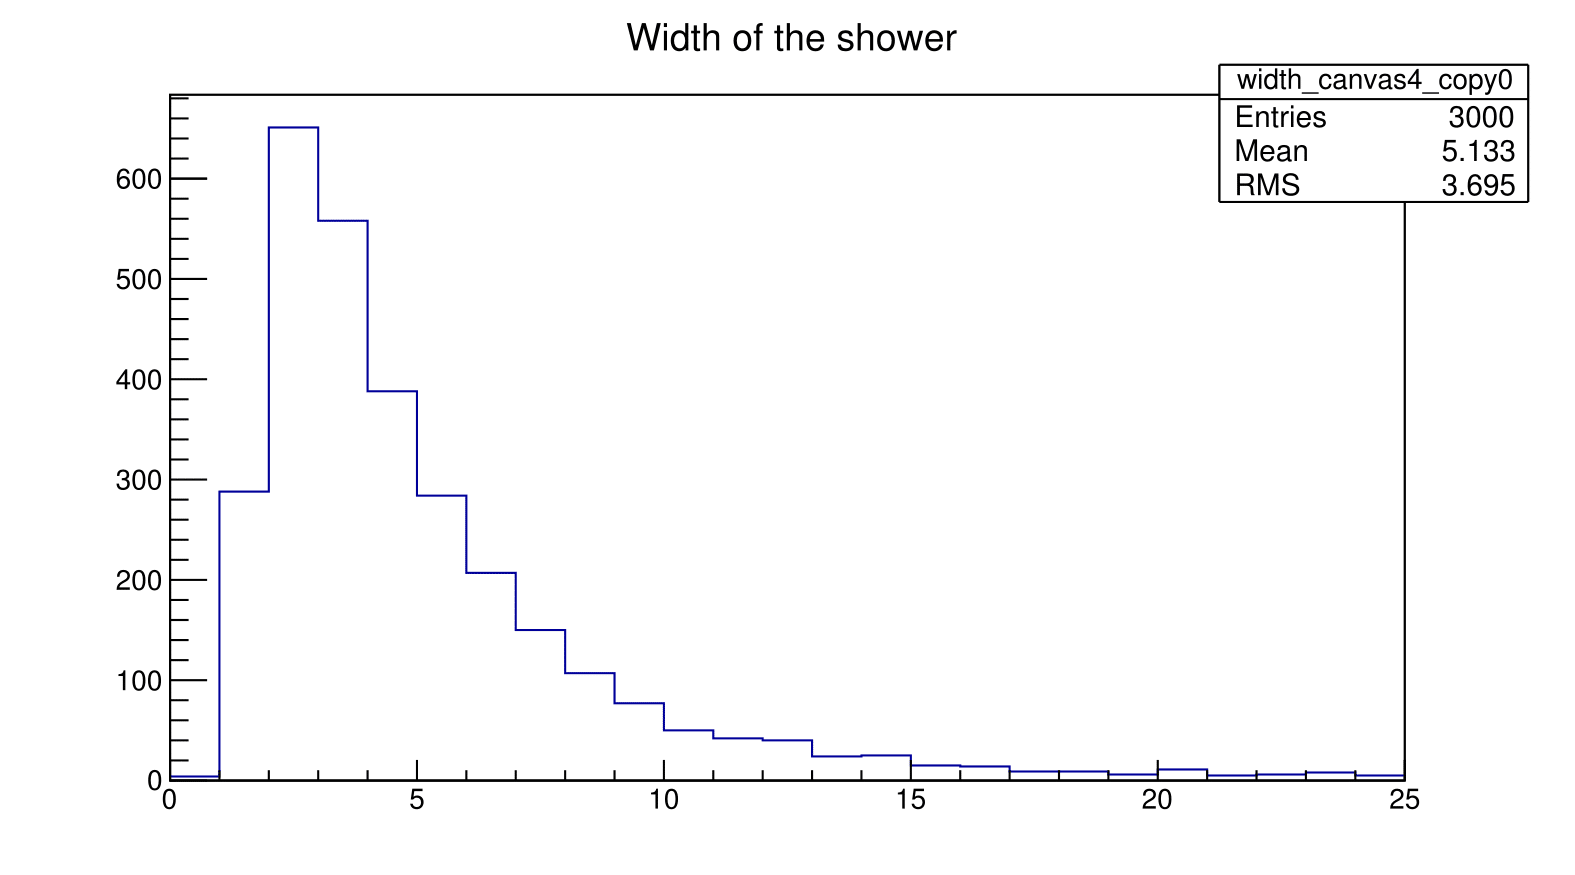 Width of the shower
width_canvas4_copy0
Entries 3000
Mean 5.133
RMS 3.695
600
500
400
300
200
100
0
0 5 10 15 20 25